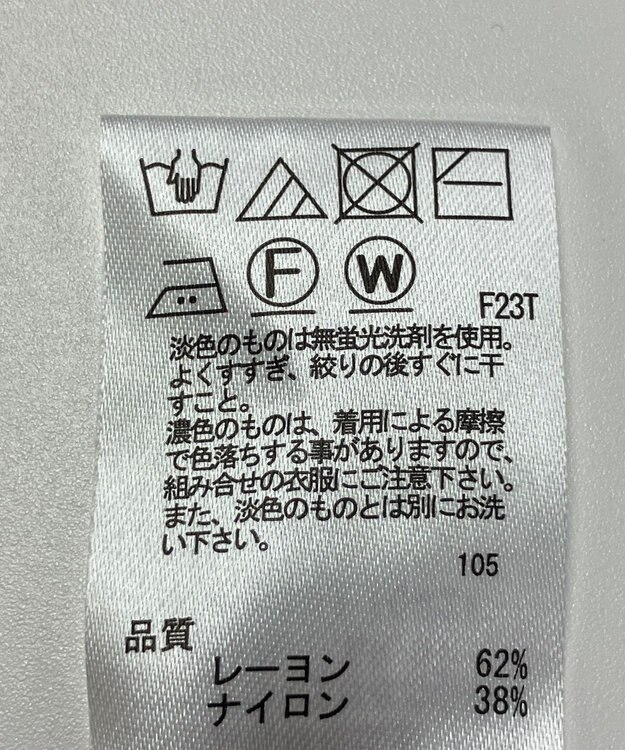 F W F23T
淡色のものは無蛍光洗剤を使用。
よくすすぎ、絞りの後すぐに干
すこと。
濃色のものは、着用による摩擦
で色落ちする事がありますので、
組み合せの衣服にご注意下さい。
また、淡色のものとは別にお洗
い下さい。
105
品質
レーヨン 62%
ナイロン 38%